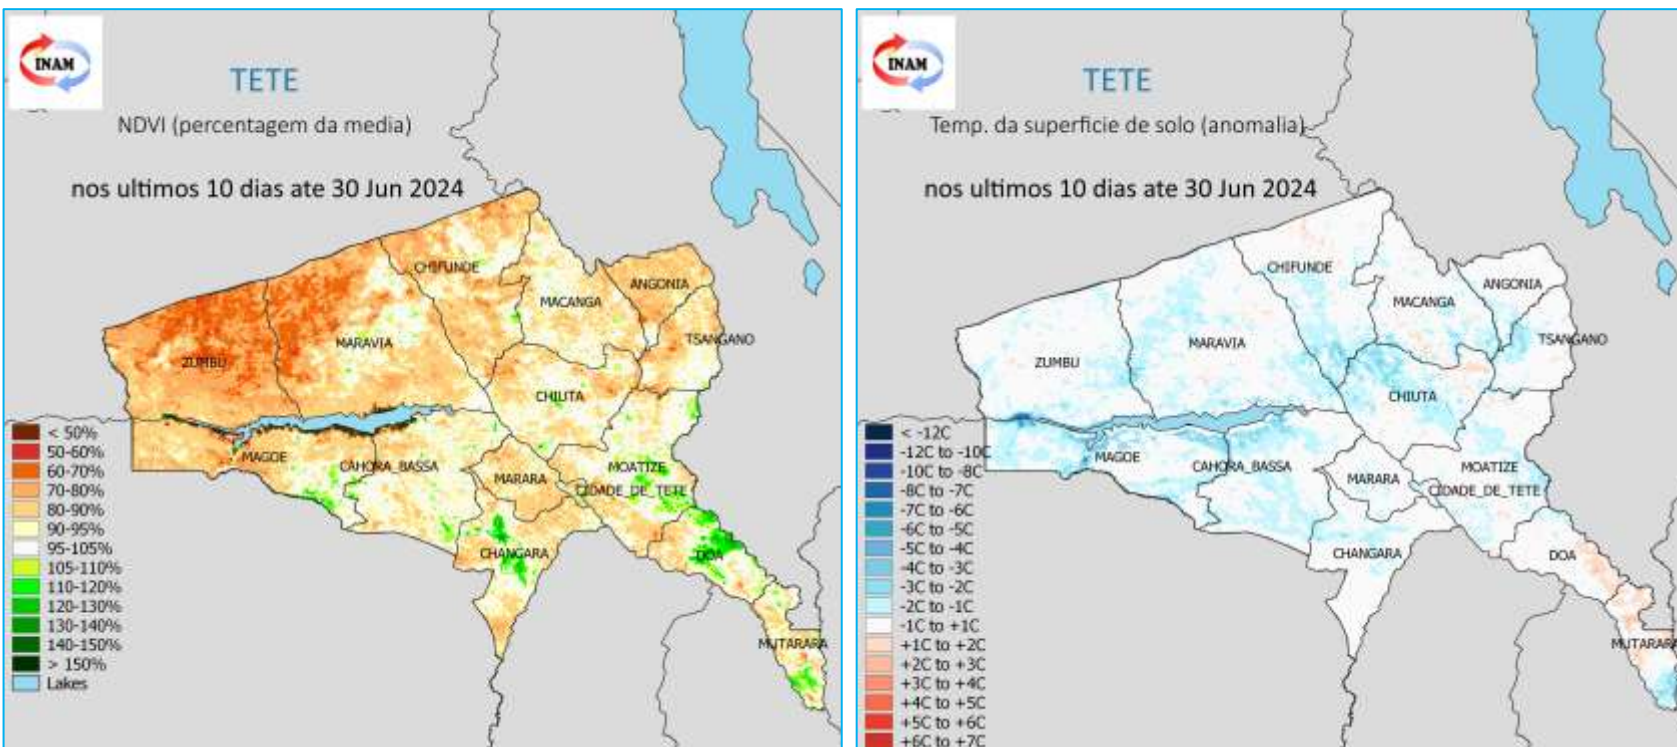 INAM
TETE
NDVI (percentagem da media)
nos ultimos 10 dias ate 30 Jun 2024
CHIFUNDE
ANGONIA
MACANGA
TSANGANO
MARAVIA
ZUMBU
CHIUTA
MAGOE
CAHORA_BASSA
MOATIZE
MARARA
CIDADE_DE_TETE
CHANGARA
DOA
MUTARARA
< 50%
50-60%
60-70%
70-80%
80-90%
90-95%
95-105%
105-110%
110-120%
120-130%
130-140%
140-150%
> 150%
Lakes
INAM
TETE
Temp. da superficie de solo (anomalia)
nos ultimos 10 dias ate 30 Jun 2024
CHIFUNDE
ANGONIA
MACANGA
TSANGANO
MARAVIA
ZUMBU
CHIUTA
MAGOE
CAHORA_BASSA
MOATIZE
MARARA
CIDADE_DE_TETE
CHANGARA
DOA
MUTARARA
< -12C
-12C to -10C
-10C to -8C
-8C to -7C
-7C to -6C
-6C to -5C
-5C to -4C
-4C to -3C
-3C to -2C
-2C to -1C
-1C to +1C
+1C to +2C
+2C to +3C
+3C to +4C
+4C to +5C
+5C to +6C
+6C to +7C